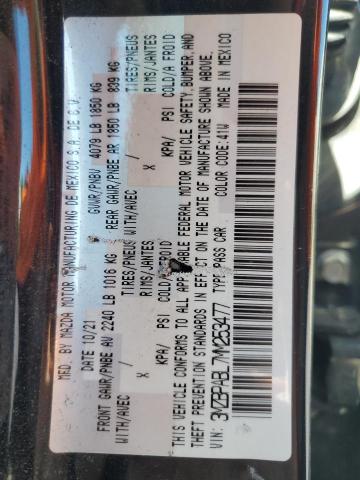 MFD. BY MAZDA MOTOR MANUFACTURING DE MEXICO S.A. DE C.V.
DATE 10/21 GVWR/PNBV 4079 LB 1850 KG
FRONT GAWR/PNBE AV 2240 LB 1016 KG REAR GAWR/PNBE AR 1850 LB 839 KG
WITH/AVEC TIRES/PNEUS WITH/AVEC TIRES/PNEUS
/ X RIMS/JANTES / X RIMS/JANTES
KPA/ PSI COLD/A FROID KPA/ PSI COLD/A FROID
THIS VEHICLE CONFORMS TO ALL FEDERAL MOTOR VEHICLE SAFETY, BUMPER, AND
THEFT PREVENTION STANDARDS IN EFFECT ON THE DATE OF MANUFACTURE SHOWN ABOVE.
VIN: 3MZBPABL7NM253477 TYPE: PASS CAR COLOR CODE: 41W MADE IN MEXICO